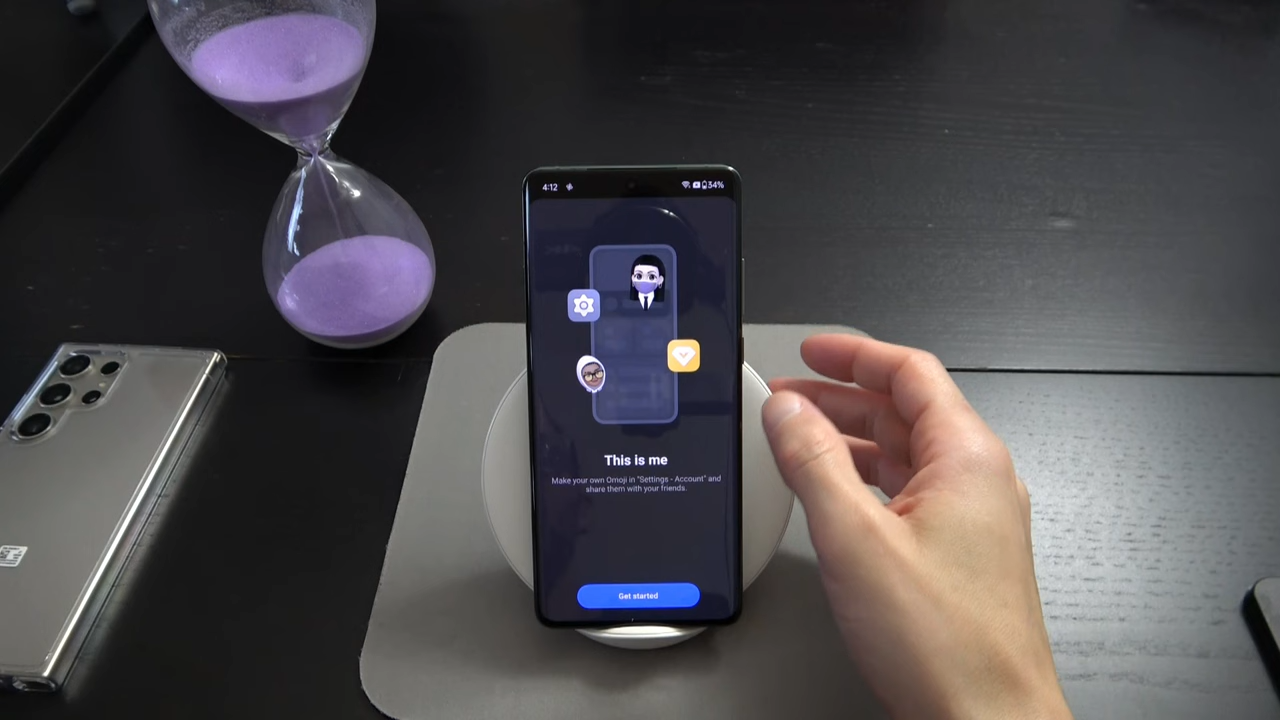 4:12
34%
This is me
Make your own Omoji in "Settings - Account" and
share them with your friends.
Get started